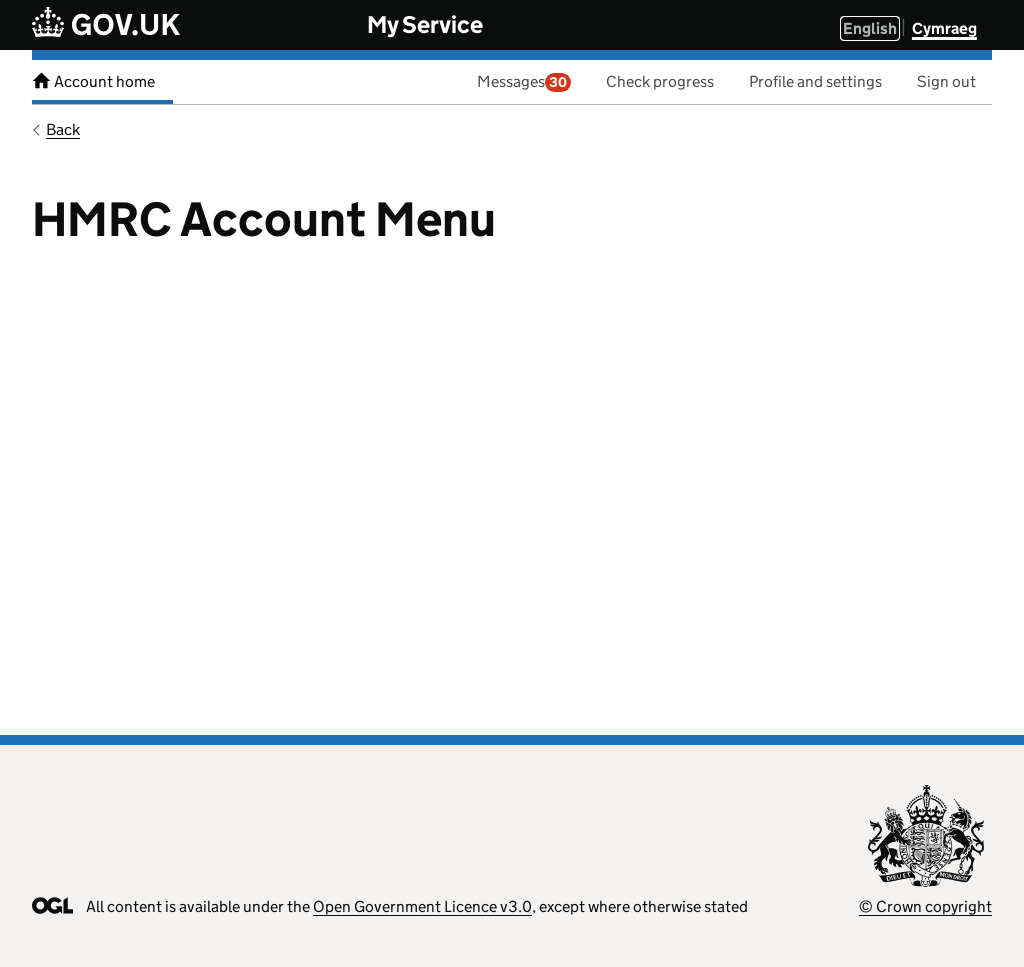 GOV.UK My Service English Cymraeg
Account home Messages 30 Check progress Profile and settings Sign out
Back
HMRC Account Menu
QUI
DIEU ET MON DROIT
OGL All content is available under the Open Government Licence v3.0, except where otherwise stated © Crown copyright